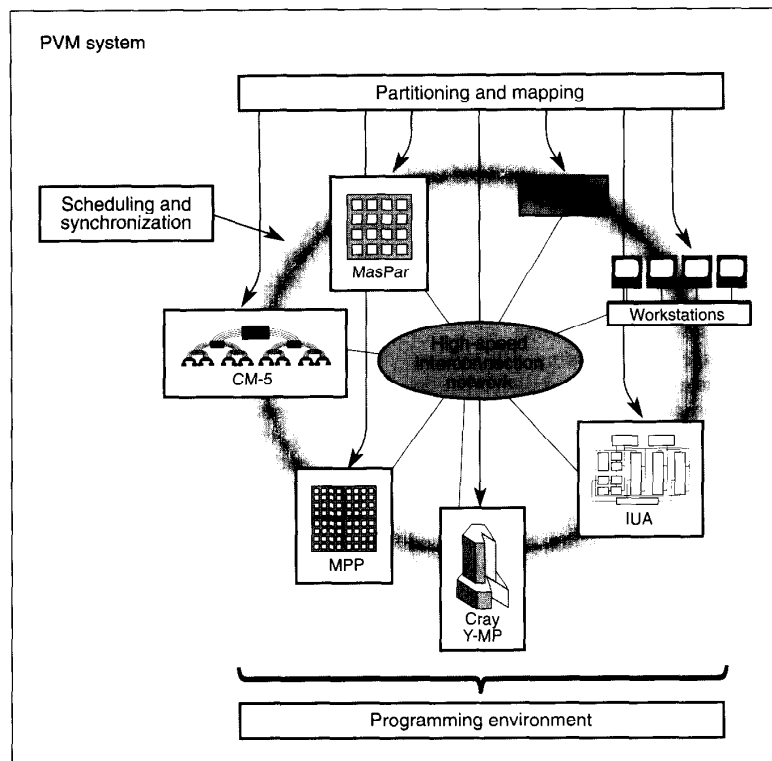 PVM system
Partitioning and mapping
Scheduling and
synchronization
MasPar
Workstations
High-speed
interconnection
network
CM-5
IUA
MPP
Cray
Y-MP
Programming environment